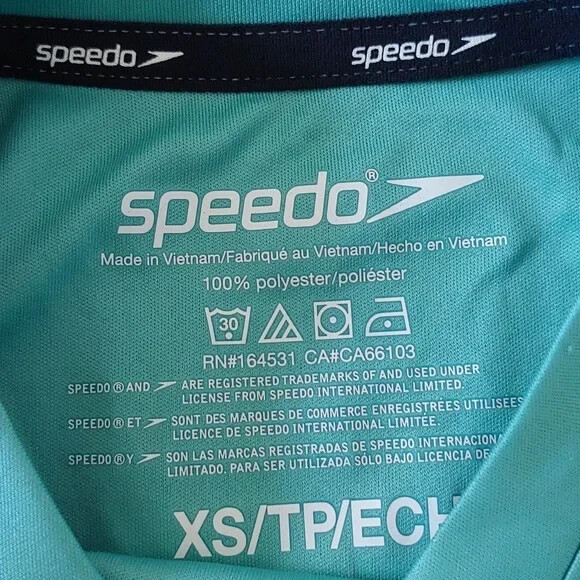 speedo speedo
speedo®
Made in Vietnam/Fabriqué au Vietnam/Hecho en Vietnam
100% polyester/poliéster
30
RN#164531 CA#CA66103
SPEEDO ® AND ARE REGISTERED TRADEMARKS OF AND USED UNDER
LICENSE FROM SPEEDO INTERNATIONAL LIMITED.
SPEEDO ® ET SONT DES MARQUES DE COMMERCE ENREGISTRÉES UTILISEES
LICENCE DE SPEEDO INTERNATIONAL LIMITÉE.
SPEEDO ® Y SON LAS MARCAS REGISTRADAS DE SPEEDO INTERNACIONA
LIMITADO. PARA SER UTILIZADA SÓLO BAJO LICENCIA DE
XS/TP/ECH